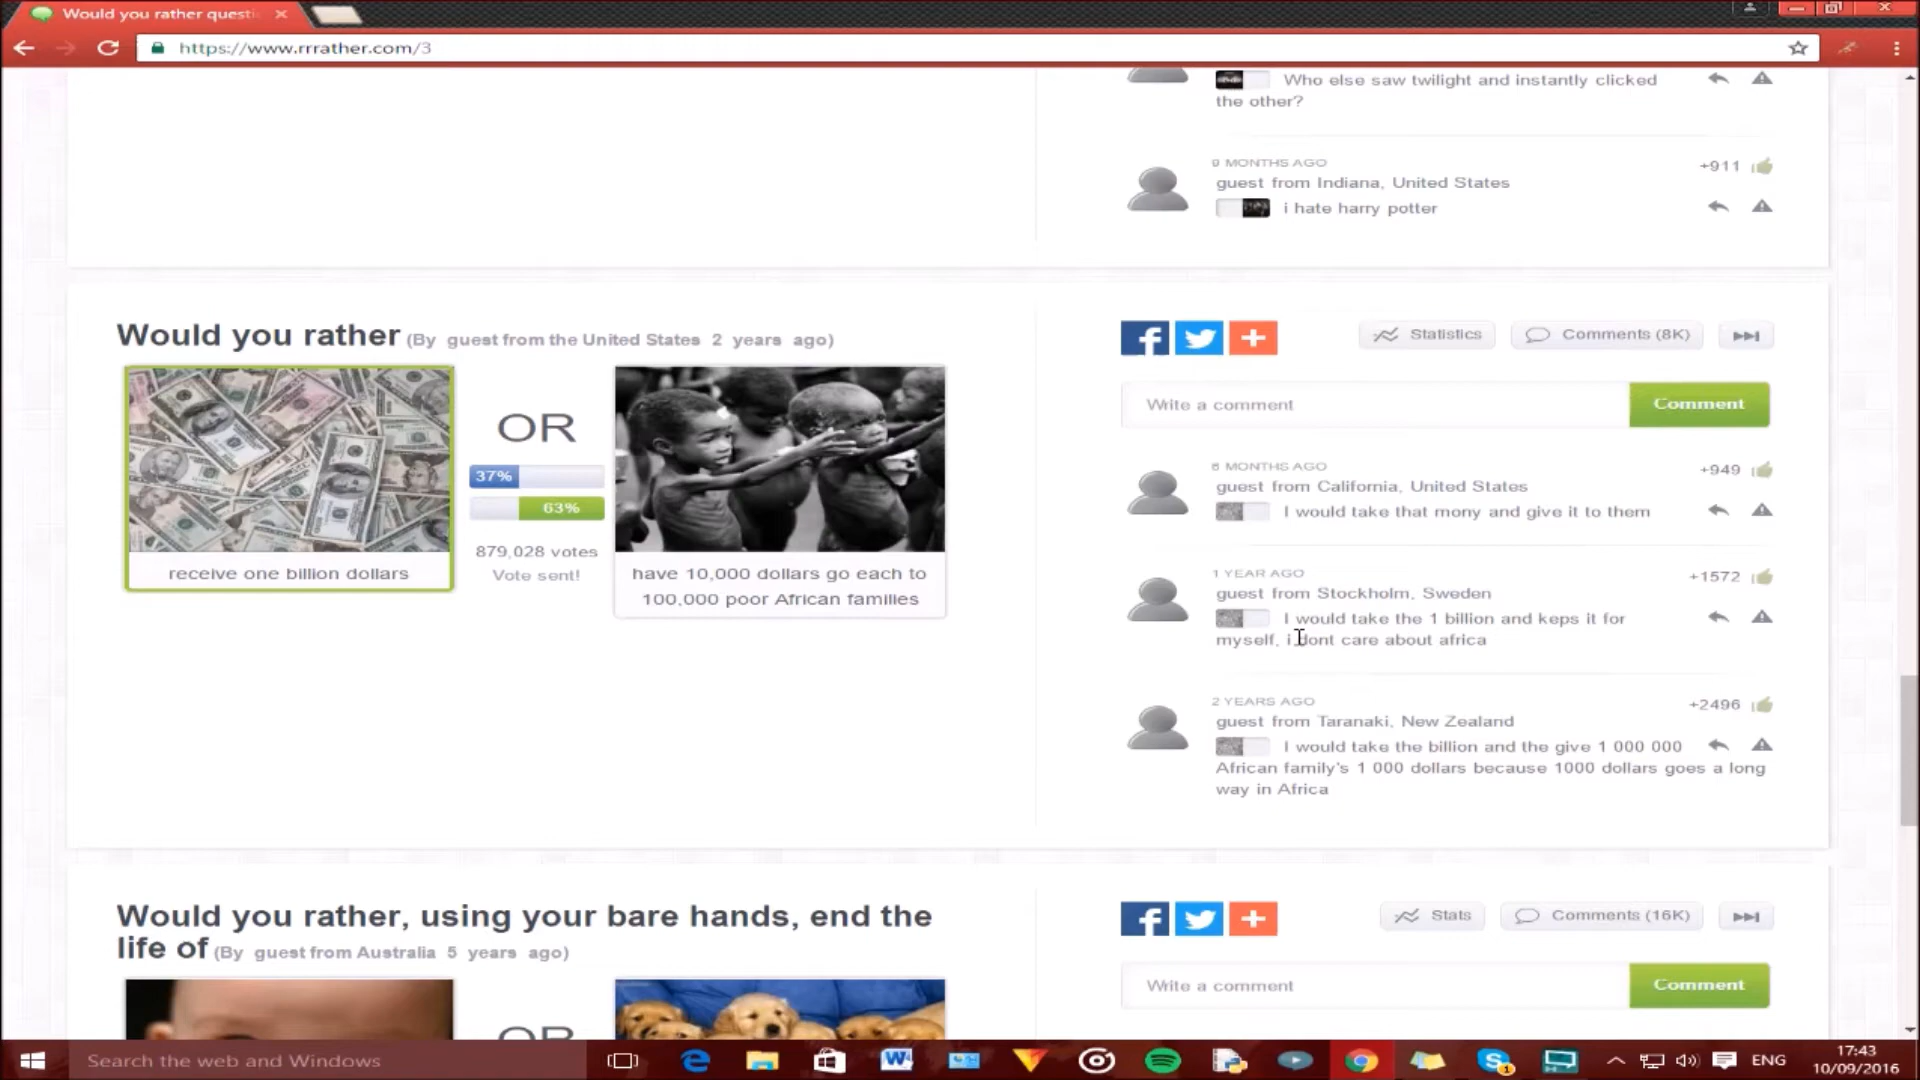 Would you rather questi
https://www.rrrather.com/3
Who else saw twilight and instantly clicked
the other?
9 MONTHS AGO
+911
guest from Indiana, United States
i hate harry potter
Would you rather (By guest from the United States 2 years ago)
Statistics
Comments (8K)
OR
37%
63%
879,028 votes
Vote sent!
receive one billion dollars
have 10,000 dollars go each to
100,000 poor African families
Write a comment
Comment
6 MONTHS AGO
+949
guest from California, United States
I would take that mony and give it to them
1 YEAR AGO
+1572
guest from Stockholm, Sweden
I would take the 1 billion and keps it for
myself, i dont care about africa
2 YEARS AGO
+2496
guest from Taranaki, New Zealand
I would take the billion and the give 1 000 000
African family's 1 000 dollars because 1000 dollars goes a long
way in Africa
Would you rather, using your bare hands, end the
life of (By guest from Australia 5 years ago)
OR
Stats
Comments (16K)
Write a comment
Comment
Search the web and Windows
ENG
17:43
10/09/2016